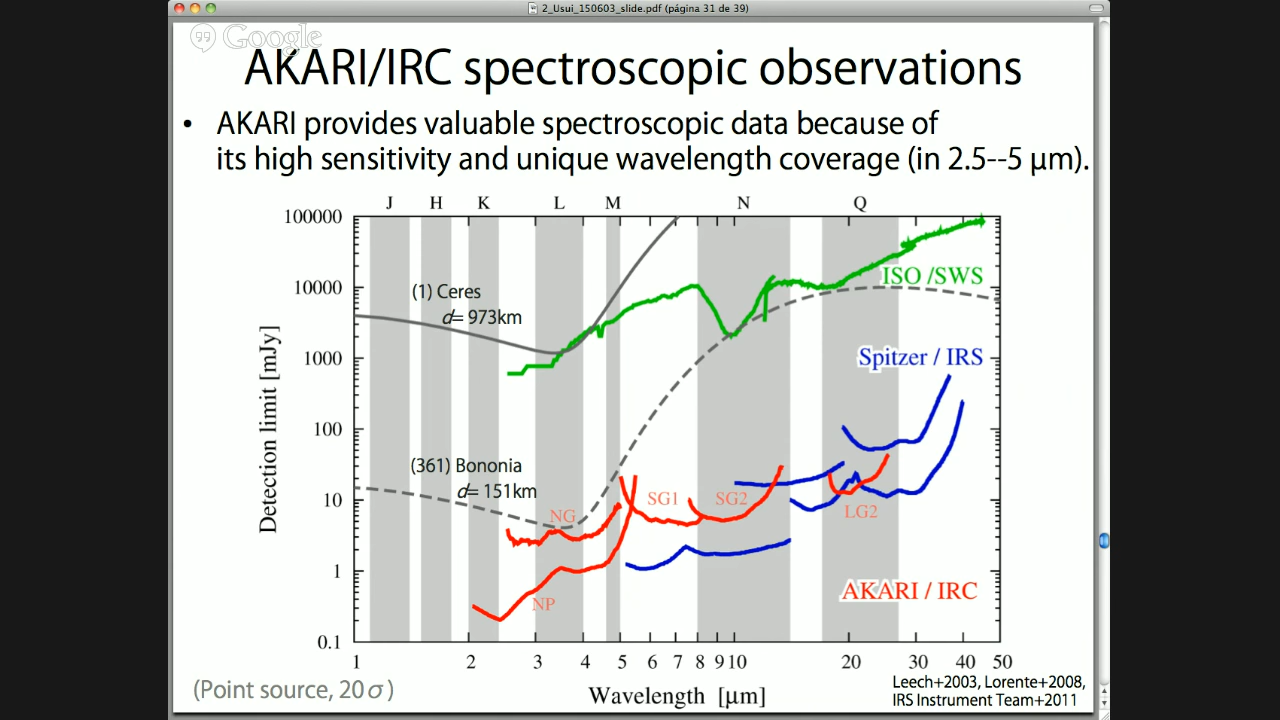 2_Usui_150603_slide.pdf (página 31 de 39)
Google
AKARI/IRC spectroscopic observations
• AKARI provides valuable spectroscopic data because of
its high sensitivity and unique wavelength coverage (in 2.5--5 μm).
J H K L M N Q
100000
10000
1000
100
10
1
0.1
Detection limit [mJy]
(1) Ceres
d= 973km
ISO /SWS
Spitzer / IRS
(361) Bononia
d= 151km
NG
SG1
SG2
LG2
NP
AKARI / IRC
1 2 3 4 5 6 7 8 9 10 20 30 40 50
Wavelength [μm]
(Point source, 20σ)
Leech+2003, Lorente+2008,
IRS Instrument Team+2011